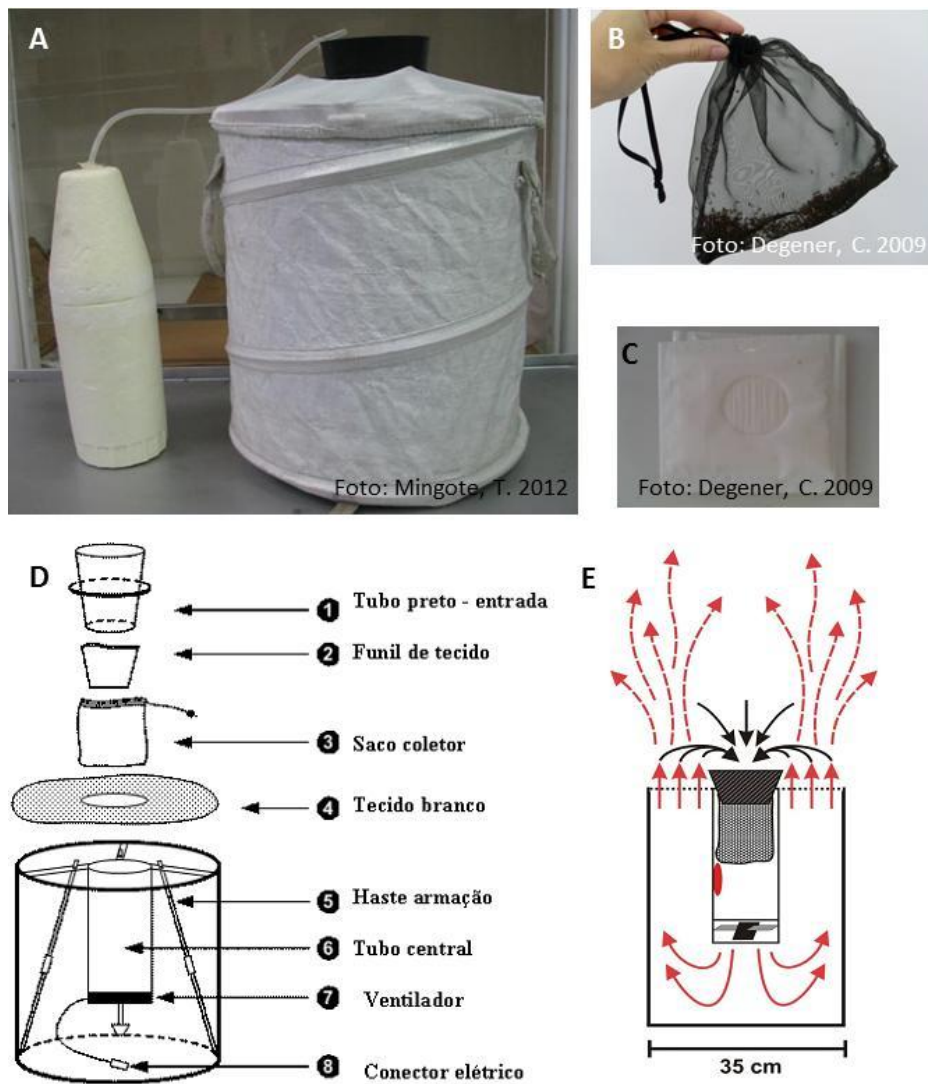 A
Foto: Mingote, T. 2012
B
Foto: Degener, C. 2009
C
Foto: Degener, C. 2009
D
1 Tubo preto - entrada
2 Funil de tecido
3 Saco coletor
4 Tecido branco
5 Haste armação
6 Tubo central
7 Ventilador
8 Conector elétrico
E
35 cm